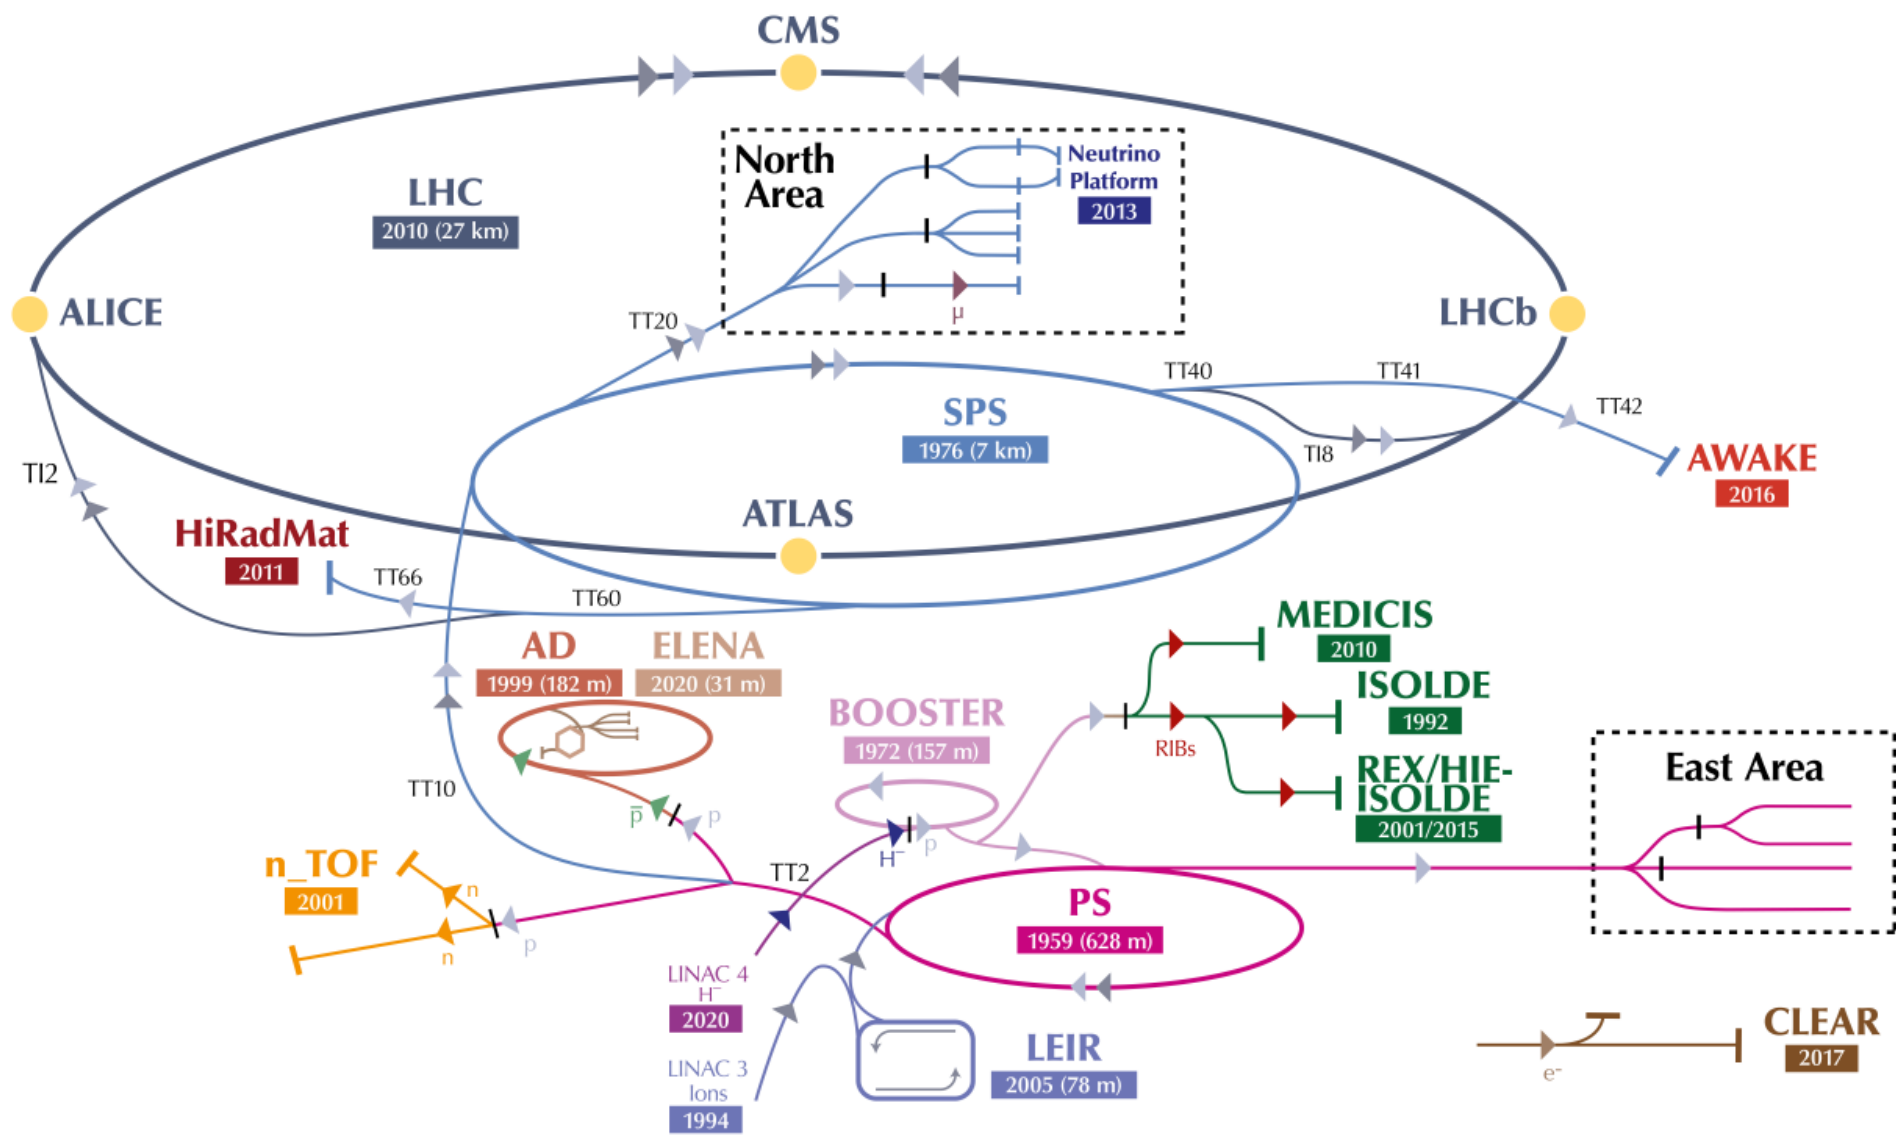 CMS
North
Area
Neutrino
Platform
2013
LHC
2010 (27 km)
μ
ALICE
LHCb
TT20
TT40
TT41
TT42
SPS
1976 (7 km)
TI8
AWAKE
2016
TI2
ATLAS
HiRadMat
2011
TT66
TT60
AD
1999 (182 m)
ELENA
2020 (31 m)
MEDICIS
2010
ISOLDE
1992
RIBs
REX/HIE-
ISOLDE
2001/2015
BOOSTER
1972 (157 m)
East Area
TT10
p̅
p
H⁻
p
TT2
n_TOF
2001
n
n
p
PS
1959 (628 m)
LINAC 4
H⁻
2020
LINAC 3
Ions
1994
LEIR
2005 (78 m)
CLEAR
2017
e⁻